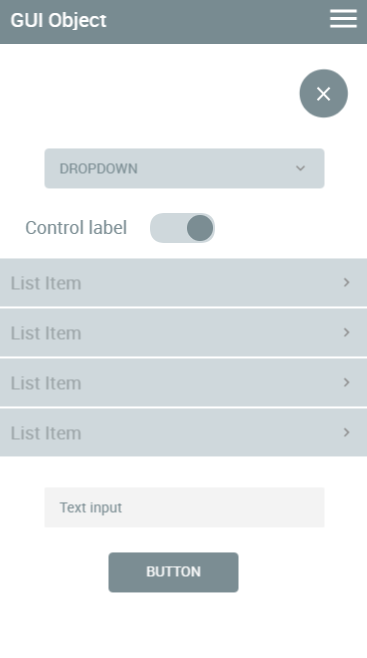 GUI Object
DROPDOWN
Control label
List Item
List Item
List Item
List Item
Text input
BUTTON